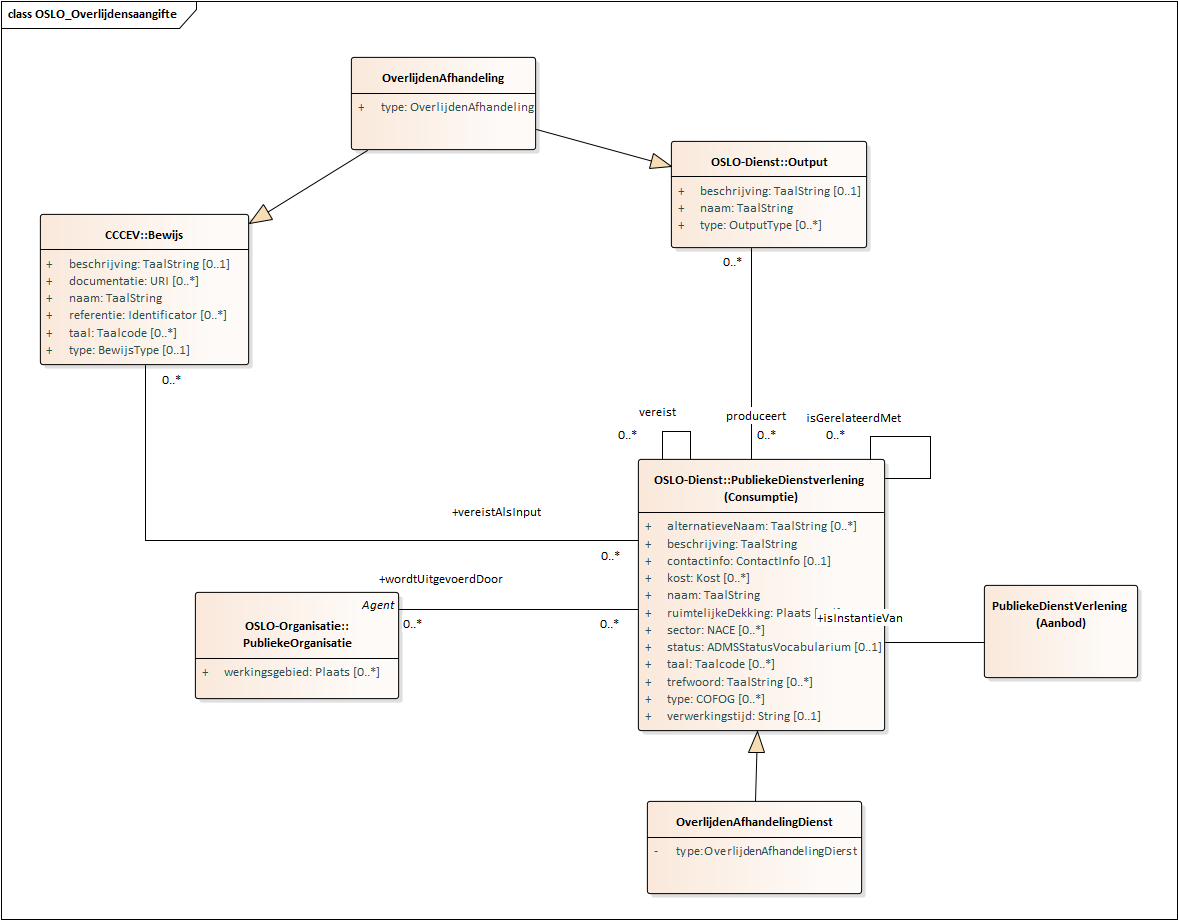 class OSLO_Overlijdensaangifte
OverlijdenAfhandeling
+ type: OverlijdenAfhandeling
OSLO-Dienst::Output
+ beschrijving: TaalString [0..1]
+ naam: TaalString
+ type: OutputType [0..*]
0..*
CCCEV::Bewijs
+ beschrijving: TaalString [0..1]
+ documentatie: URI [0..*]
+ naam: TaalString
+ referentie: Identificator [0..*]
+ taal: Taalcode [0..*]
+ type: BewijsType [0..1]
0..*
vereist
0..*
produceert
0..*
isGerelateerdMet
0..*
OSLO-Dienst::PubliekeDienstverlening
(Consumptie)
+ alternatieveNaam: TaalString [0..*]
+ beschrijving: TaalString
+ contactinfo: ContactInfo [0..1]
+ kost: Kost [0..*]
+ naam: TaalString
+ ruimtelijkeDekking: Plaats
+ sector: NACE [0..*]
+ status: ADMSStatusVocabularium [0..1]
+ taal: Taalcode [0..*]
+ trefwoord: TaalString [0..*]
+ type: COFOG [0..*]
+ verwerkingstijd: String [0..1]
+vereistAlsInput
0..*
+wordtUitgevoerdDoor
0..*
0..*
Agent
OSLO-Organisatie::
PubliekeOrganisatie
+ werkingsgebied: Plaats [0..*]
+isInstantieVan
PubliekeDienstVerlening
(Aanbod)
OverlijdenAfhandelingDienst
- type:OverlijdenAfhandelingDierst